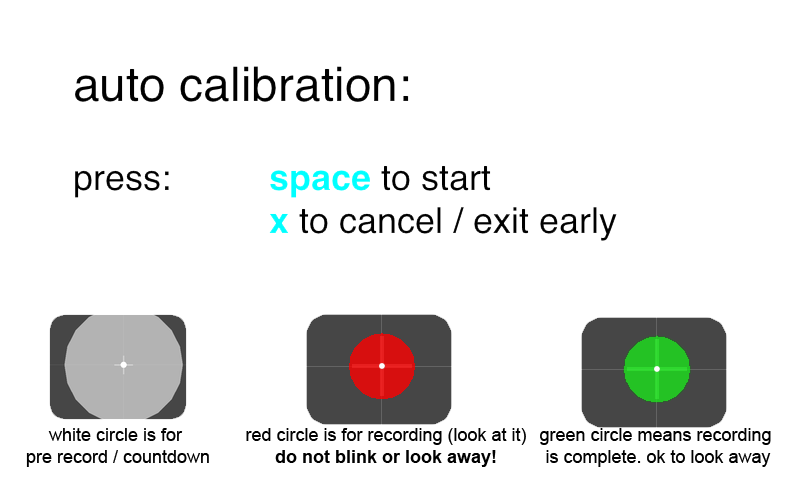 auto calibration:
press: space to start
x to cancel / exit early
white circle is for
pre record / countdown
red circle is for recording (look at it)
do not blink or look away!
green circle means recording
is complete. ok to look away